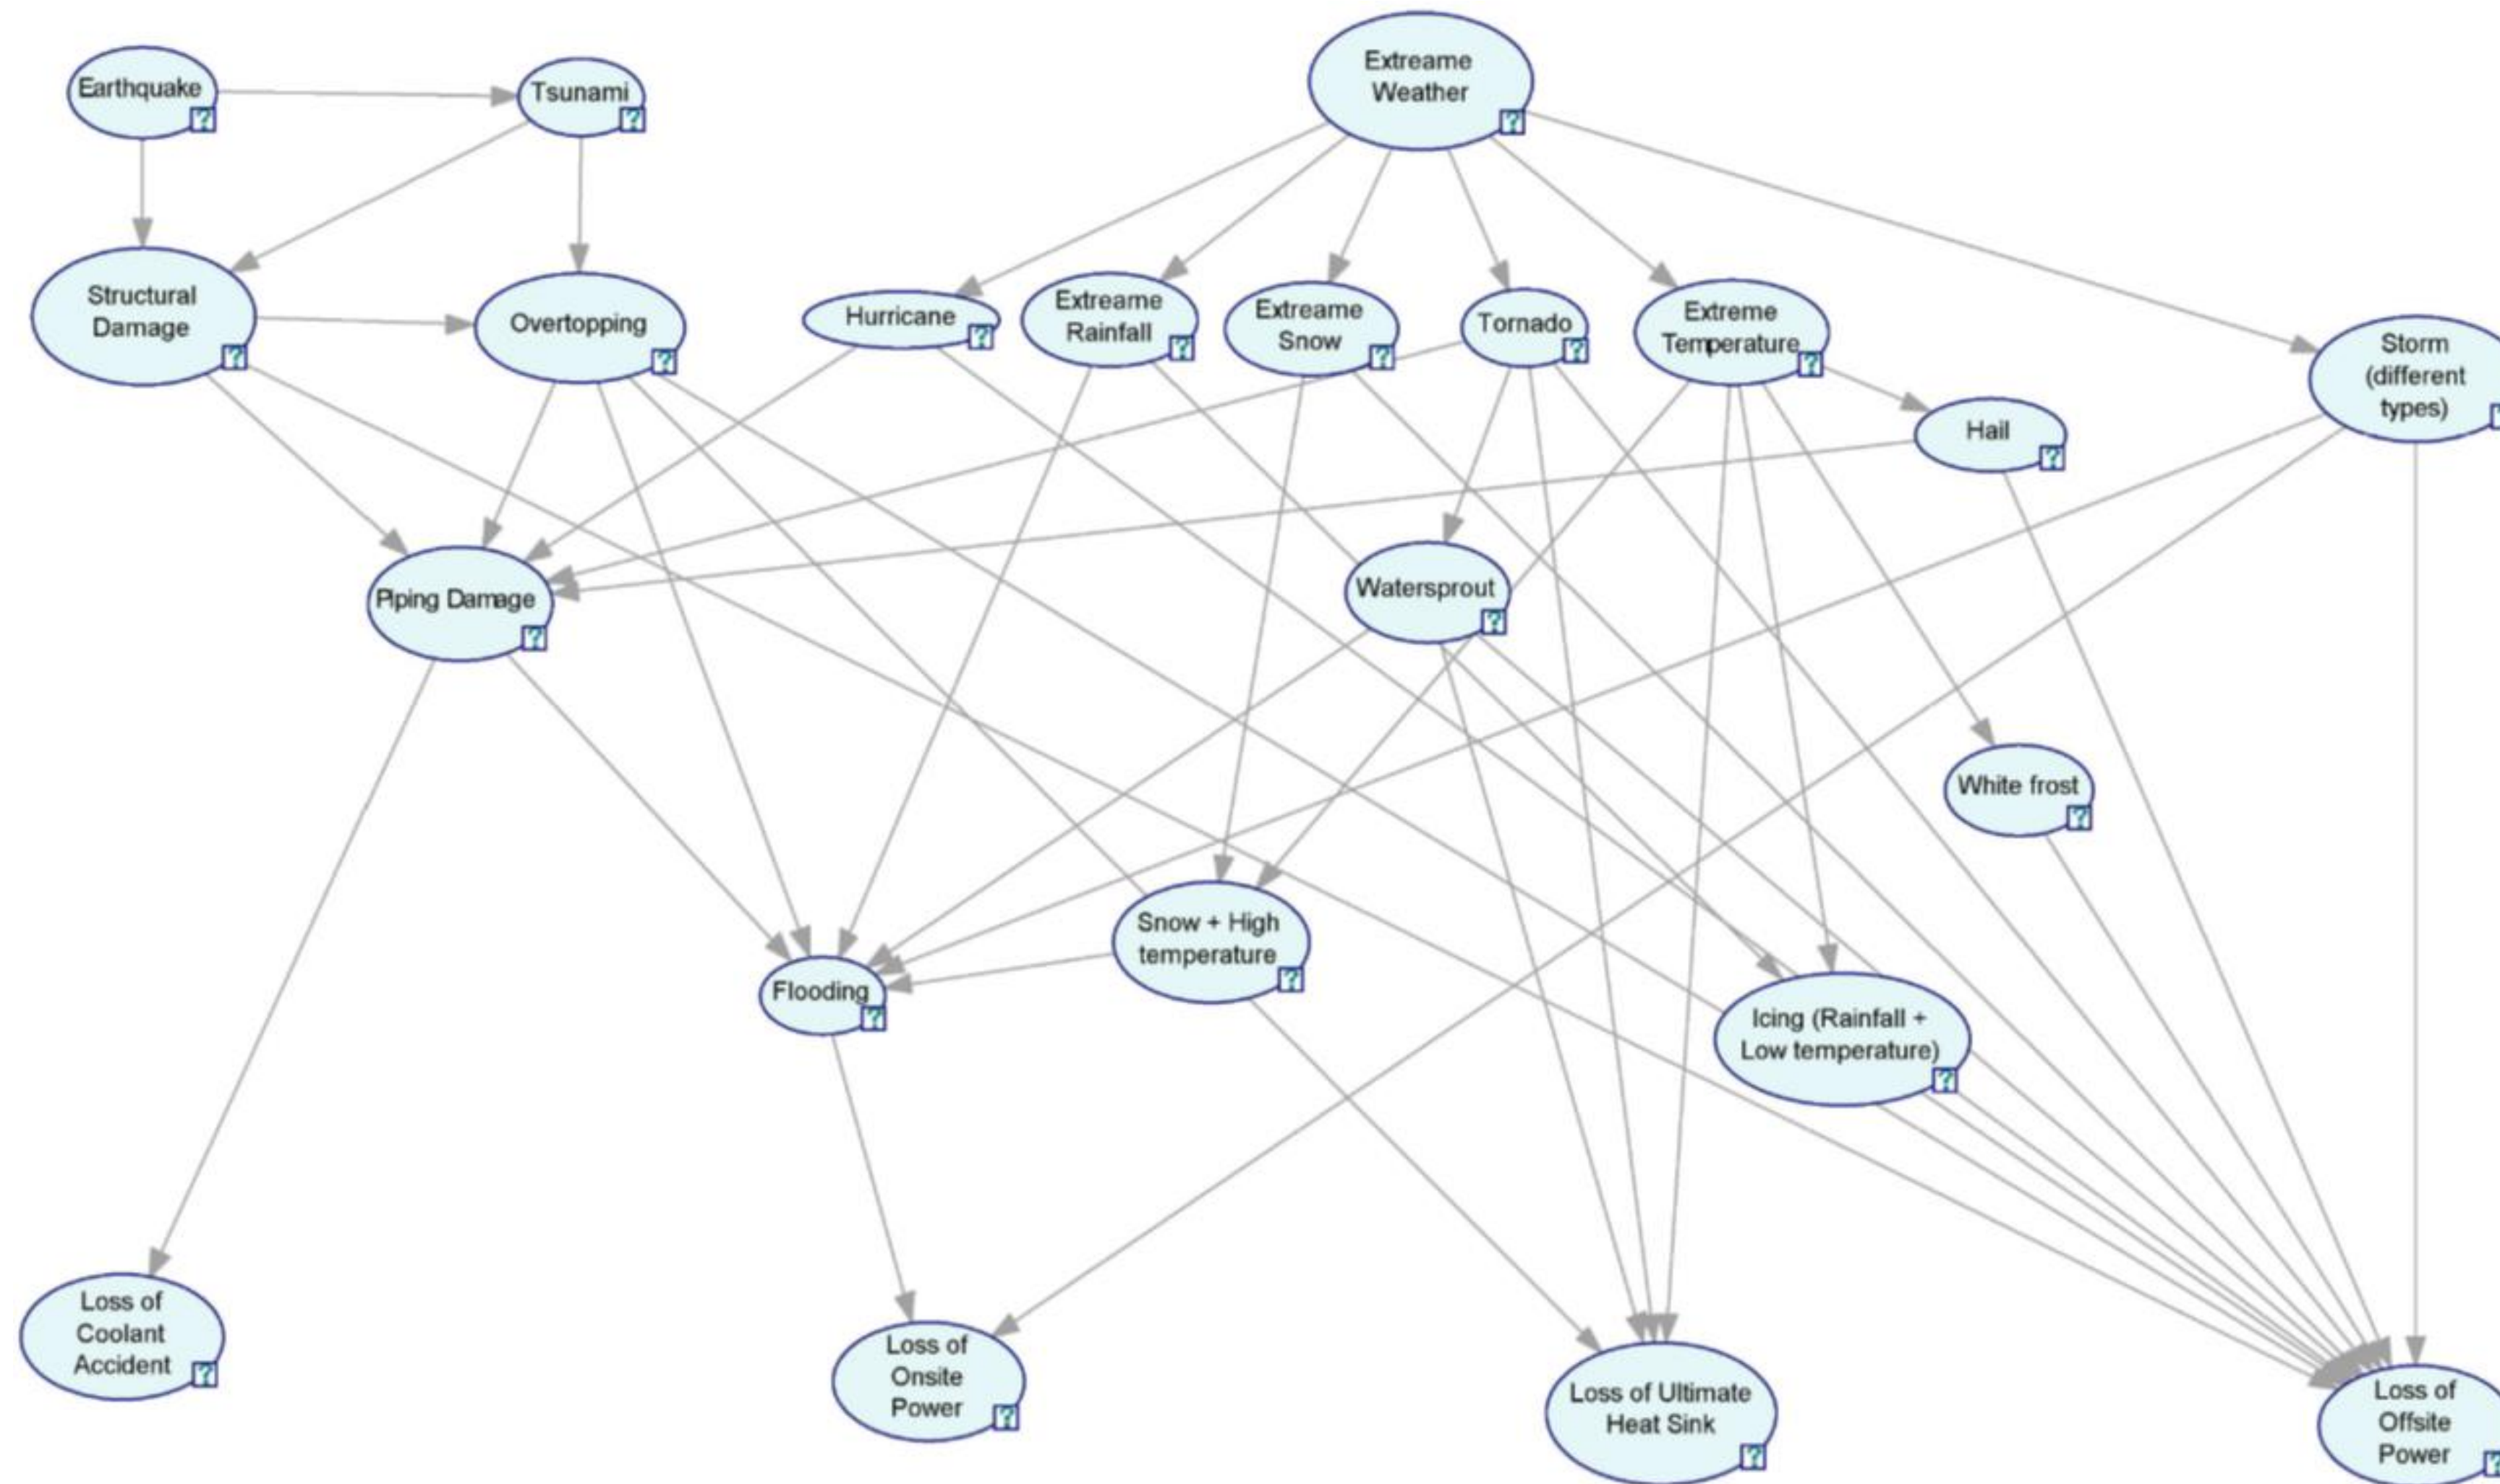 Earthquake
?
Tsunami
?
Extreame
Weather
?
Structural
Damage
?
Overtopping
?
Hurricane
?
Extreame
Rainfall
?
Extreame
Snow
?
Tornado
?
Extreme
Temperature
?
Storm
(different
types)
Hail
?
Piping Damage
?
Watersprout
?
White frost
?
Snow + High
temperature
?
Flooding
?
Icing (Rainfall +
Low temperature)
?
Loss of
Coolant
Accident
?
Loss of
Onsite
Power
?
Loss of Ultimate
Heat Sink
?
Loss of
Offsite
Power
?